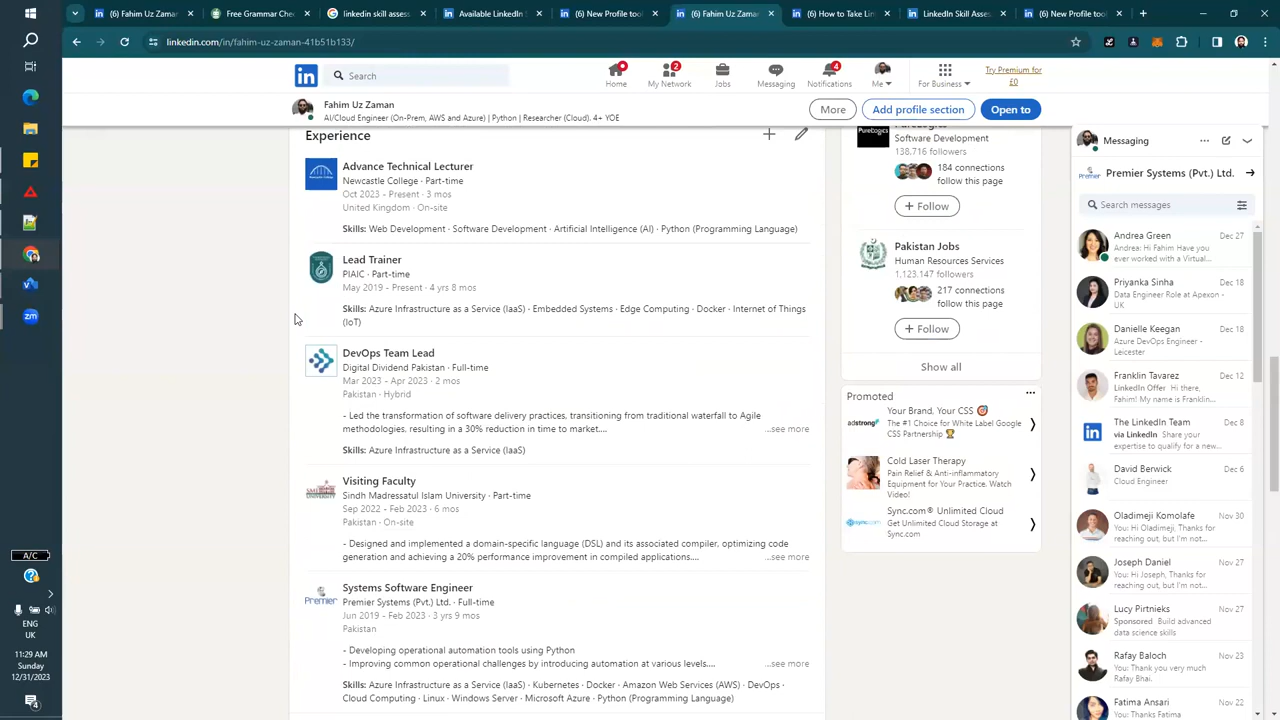 (6) Fahim Uz Zaman
Free Grammar Che
linkedin skill assess
Available LinkedIn S
(6) New Profile tool
(6) Fahim Uz Zaman
How to Take Lin
LinkedIn Skill Asses
(6) New Profile tool
linkedin.com/in/fahim-uz-zaman-41b51b133/
in
Search
Home
2
My Network
Jobs
Messaging
4
Notifications
Me
For Business
Try Premium for
£0
Fahim Uz Zaman
AI/Cloud Engineer (On-Prem, AWS and Azure) | Python | Researcher (Cloud). 4+ YOE
More
Add profile section
Open to
Experience
Advance Technical Lecturer
Newcastle College · Part-time
Oct 2023 - Present · 3 mos
United Kingdom · On-site
Skills: Web Development · Software Development · Artificial Intelligence (AI) · Python (Programming Language)
Lead Trainer
PIAIC · Part-time
May 2019 - Present · 4 yrs 8 mos
Skills: Azure Infrastructure as a Service (IaaS) · Embedded Systems · Edge Computing · Docker · Internet of Things
(IoT)
DevOps Team Lead
Digital Dividend Pakistan · Full-time
Mar 2023 - Apr 2023 · 2 mos
Pakistan · Hybrid
- Led the transformation of software delivery practices, transitioning from traditional waterfall to Agile
methodologies. resulting in a 30% reduction in time to market....
...see more
Skills: Azure Infrastructure as a Service (IaaS)
Visiting Faculty
Sindh Madressatul Islam University · Part-time
Sep 2022 - Feb 2023 · 6 mos
Pakistan · On-site
- Designed and implemented a domain-specific language (DSL) and its associated compiler, optimizing code
generation and achieving a 20% performance improvement in compiled applications....
...see more
Premier
Systems Software Engineer
Premier Systems (Pvt.) Ltd. · Full-time
Jun 2019 - Feb 2023 · 3 yrs 9 mos
Pakistan
- Developing operational automation tools using Python
- Improving common operational challenges by introducing automation at various levels....
...see more
Skills: Azure Infrastructure as a Service (IaaS) · Kubernetes · Docker · Amazon Web Services (AWS) · DevOps ·
Cloud Computing · Linux · Windows Server · Microsoft Azure · Python (Programming Language)
PureLogics
Software Development
138,716 followers
184 connections
follow this page
+ Follow
Pakistan Jobs
Human Resources Services
1,123,147 followers
217 connections
follow this page
+ Follow
Show all
Promoted
Your Brand, Your CSS
adstrong
The #1 Choice for White Label Google
CSS Partnership
Cold Laser Therapy
Pain Relief & Anti-inflammatory
Equipment for Your Practice. Watch
Video!
Sync.com® Unlimited Cloud
Get Unlimited Cloud Storage at
Sync.com
Messaging
Premier
Premier Systems (Pvt.) Ltd.
Search messages
Andrea Green
Dec 27
Andrea: Hi Fahim Have you
ever worked with a Virtual...
Priyanka Sinha
Dec 18
Data Engineer Role at Apexon -
UK
Danielle Keegan
Dec 18
Azure DevOps Engineer -
Leicester
Franklin Tavarez
Dec 12
LinkedIn Offer Hi there,
Fahim! My name is Franklin...
in
The LinkedIn Team
Dec 8
via LinkedIn Share your
expertise to qualify for a new...
David Berwick
Dec 6
Cloud Engineer
Oladimeji Komolafe
Nov 30
You: Hi Oladimeji, Thanks for
reaching out, but I'm not...
Joseph Daniel
Nov 27
You: Hi Joseph, Thanks for
reaching out, but I'm not...
Lucy Pirtnieks
Nov 27
Sponsored Build advanced
data science skills
Rafay Baloch
Nov 23
You: Thank you very much
Rafay Bhai.
Fatima Ansari
Nov 22
You: Thanks Fatima
zm
A/C
ENG
UK
11:29 AM
Sunday
12/31/2023
4